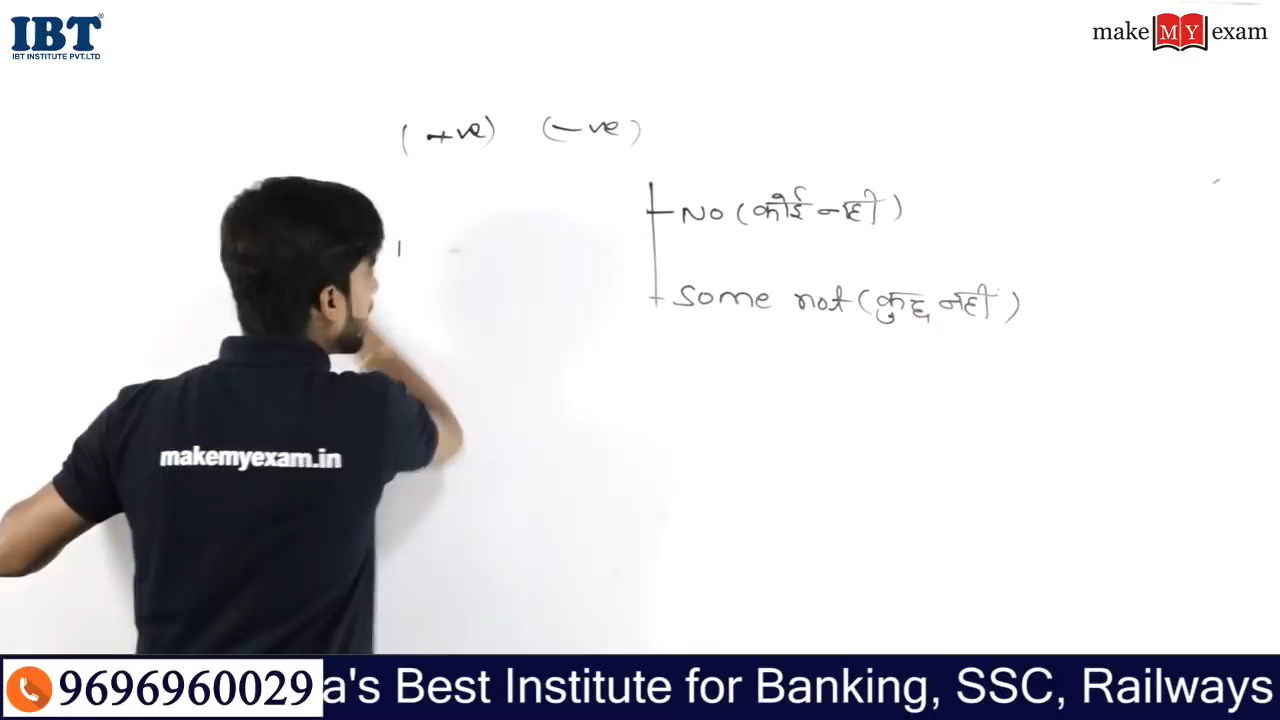 IBT
IBT INSTITUTE PVT.LTD
make MY exam
(+ve) (-ve)
No (कोई नही)
Some not (कुछ नही)
makemyexam.in
9696960029 a's Best Institute for Banking, SSC, Railways